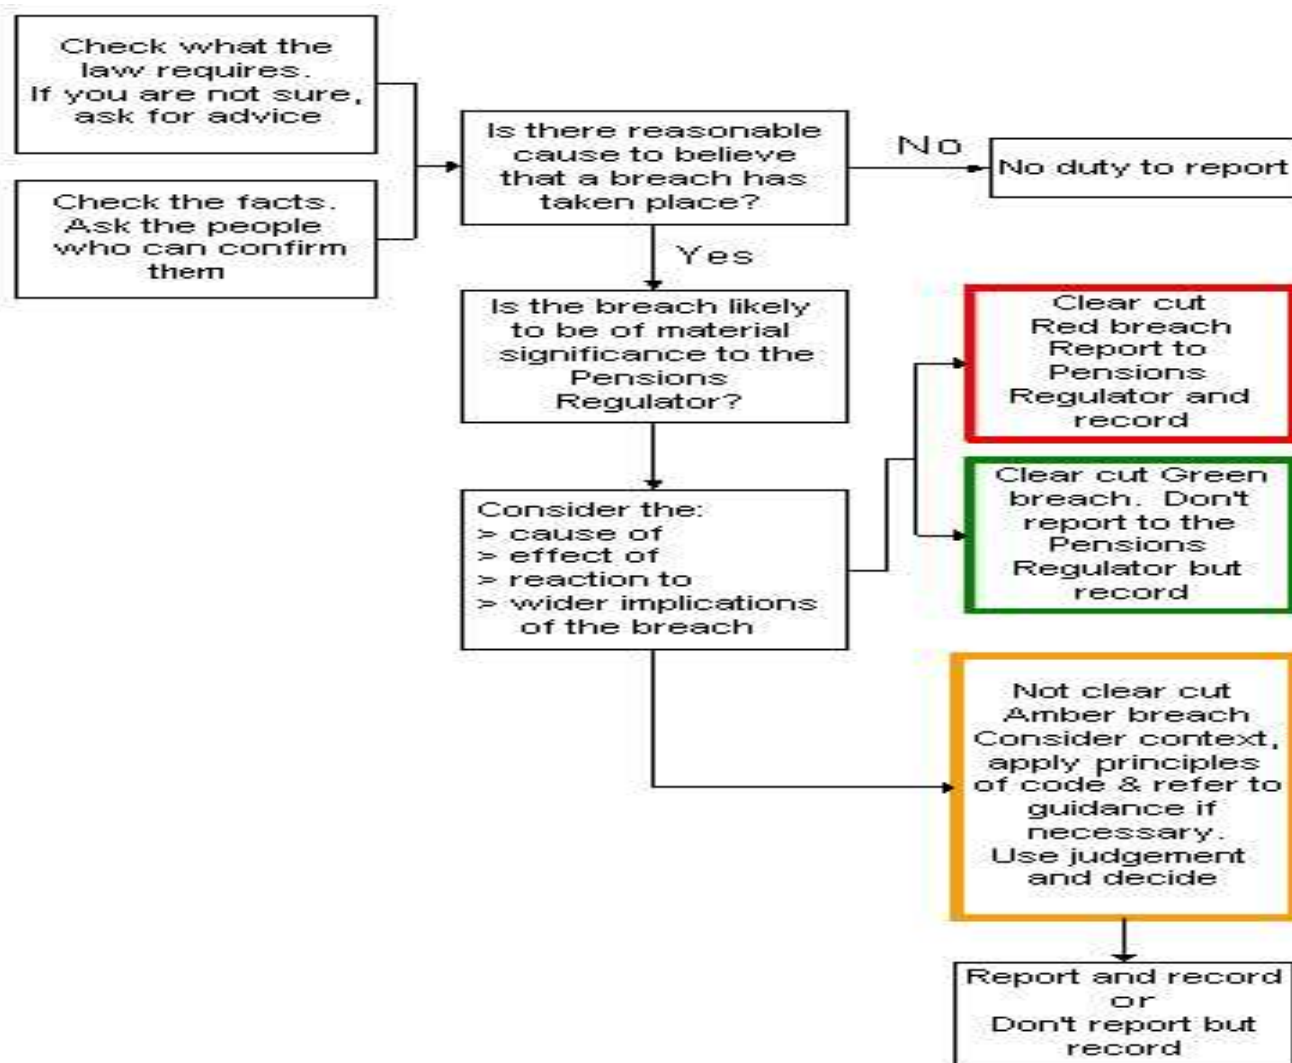 Check what the
law requires.
If you are not sure,
ask for advice
Check the facts.
Ask the people
who can confirm
them
Is there reasonable
cause to believe
that a breach has
taken place?
No
No duty to report
Yes
Is the breach likely
to be of material
significance to the
Pensions
Regulator?
Consider the:
> cause of
> effect of
> reaction to
> wider implications
of the breach
Clear cut
Red breach
Report to
Pensions
Regulator and
record
Clear cut Green
breach. Don't
report to the
Pensions
Regulator but
record
Not clear cut
Amber breach
Consider context,
apply principles
of code & refer to
guidance if
necessary.
Use judgement
and decide
Report and record
or
Don't report but
record